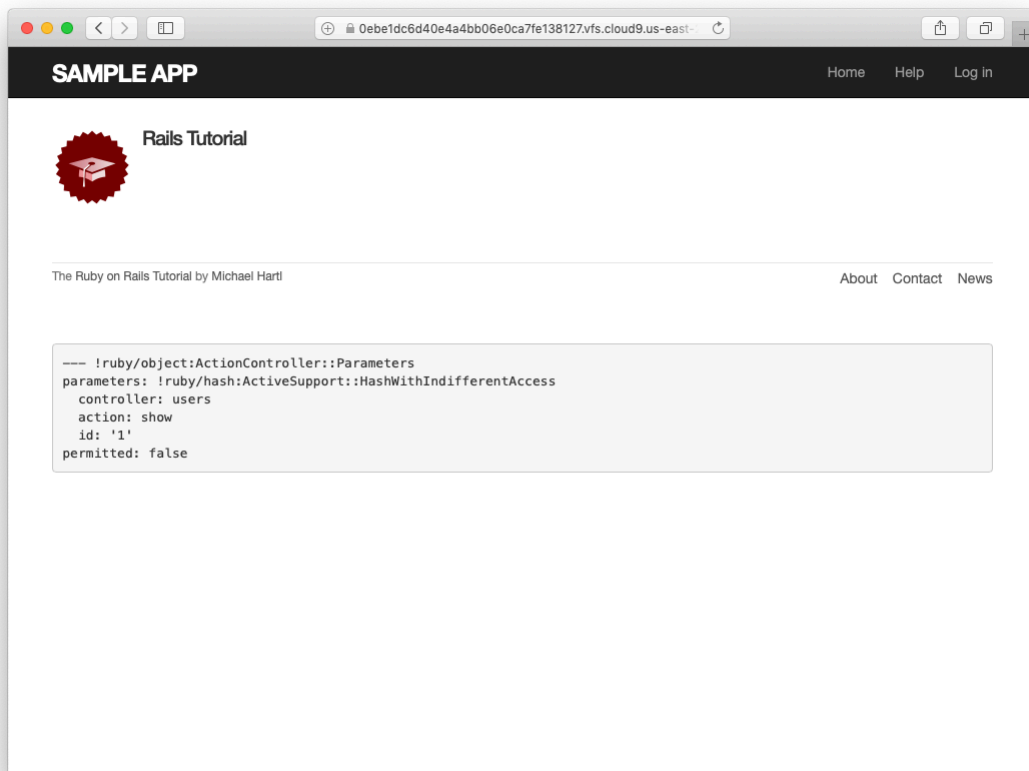 0ebe1dc6d40e4a4bb06e0ca7fe138127.vfs.cloud9.us-east-
SAMPLE APP
Home Help Log in
Rails Tutorial
The Ruby on Rails Tutorial by Michael Hartl
About Contact News
--- !ruby/object:ActionController::Parameters
parameters: !ruby/hash:ActiveSupport::HashWithIndifferentAccess
  controller: users
  action: show
  id: '1'
permitted: false